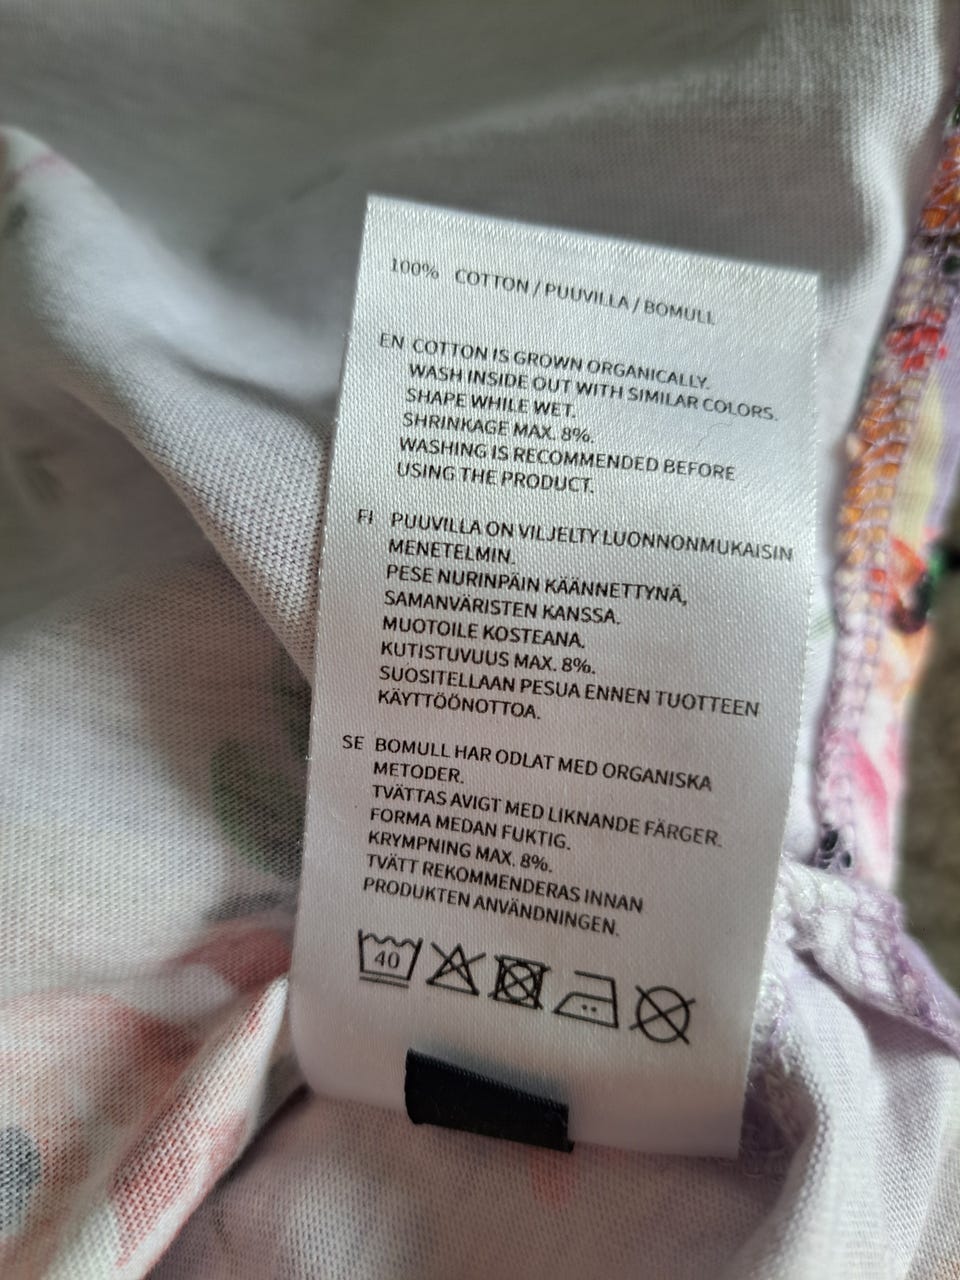 100% COTTON / PUUVILLA / BOMULL
EN COTTON IS GROWN ORGANICALLY.
WASH INSIDE OUT WITH SIMILAR COLORS.
SHAPE WHILE WET.
SHRINKAGE MAX. 8%.
WASHING IS RECOMMENDED BEFORE
USING THE PRODUCT.
FI PUUVILLA ON VILJELTY LUONNONMUKAISIN
MENETELMIN.
PESE NURINPÄIN KÄÄNNETTYNÄ,
SAMANVÄRISTEN KANSSA.
MUOTOILE KOSTEANA.
KUTISTUVUUS MAX. 8%.
SUOSITELLAAN PESUA ENNEN TUOTTEEN
KÄYTTÖÖNOTTOA.
SE BOMULL HAR ODLAT MED ORGANISKA
METODER.
TVÄTTAS AVIGT MED LIKNANDE FÄRGER.
FORMA MEDAN FUKTIG.
KRYMPNING MAX. 8%.
TVÄTT REKOMMENDERAS INNAN
PRODUKTEN ANVÄNDNINGEN.
40